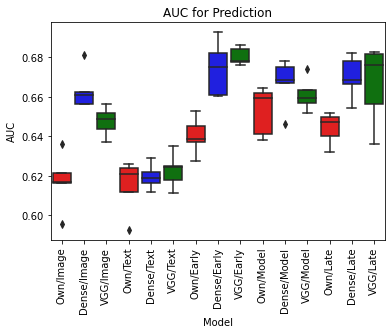 AUC for Prediction
AUC
0.68
0.66
0.64
0.62
0.60
Own/Image
Dense/Image
VGG/Image
Own/Text
Dense/Text
VGG/Text
Own/Early
Dense/Early
VGG/Early
Own/Model
Dense/Model
VGG/Model
Own/Late
Dense/Late
VGG/Late
Model